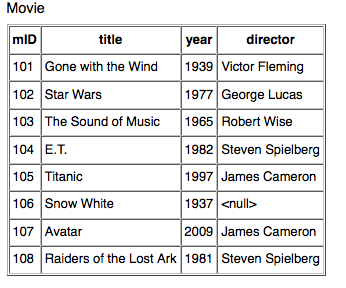 Movie
mID title year director
101 Gone with the Wind 1939 Victor Fleming
102 Star Wars 1977 George Lucas
103 The Sound of Music 1965 Robert Wise
104 E.T. 1982 Steven Spielberg
105 Titanic 1997 James Cameron
106 Snow White 1937 <null>
107 Avatar 2009 James Cameron
108 Raiders of the Lost Ark 1981 Steven Spielberg